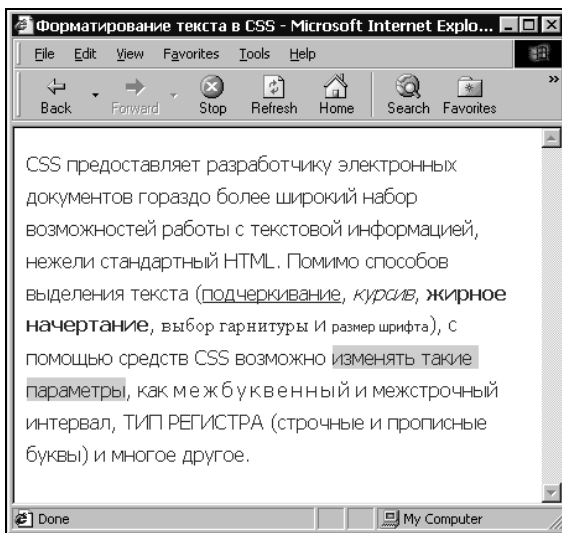 Форматирование текста в CSS - Microsoft Internet Explo...
File Edit View Favorites Tools Help
Back Forward Stop Refresh Home Search Favorites »
CSS предоставляет разработчику электронных
документов гораздо более широкий набор
возможностей работы с текстовой информацией,
нежели стандартный HTML. Помимо способов
выделения текста (подчеркивание, курсив, жирное
начертание, выбор гарнитуры и размер шрифта), с
помощью средств CSS возможно изменять такие
параметры, как межбуквенный и межстрочный
интервал, ТИП РЕГИСТРА (строчные и прописные
буквы) и многое другое.
Done My Computer